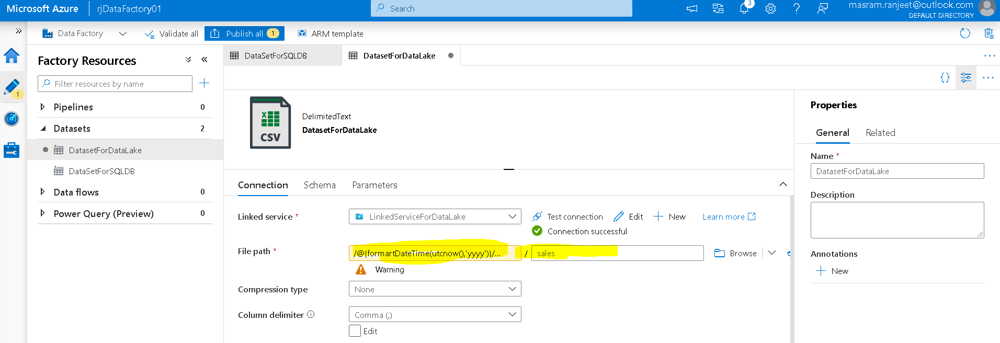 Microsoft Azure
rjDataFactory01
Search
3
masram.ranjeet@outlook.com
DEFAULT DIRECTORY
Data Factory
Validate all
Publish all 1
ARM template
1
Factory Resources
Filter resources by name
Pipelines 0
Datasets 2
DatasetForDataLake
DataSetForSQLDB
Data flows 0
Power Query (Preview) 0
DataSetForSQLDB
DatasetForDataLake
X
CSV
DelimitedText
DatasetForDataLake
Connection
Schema
Parameters
Linked service *
LinkedServiceForDataLake
Test connection
Edit
New
Learn more
Connection successful
File path *
/@{formartDateTime(utcnow(),'yyyy')}/...
/
sales
Browse
Warning
Compression type
None
Column delimiter
Comma (,)
Edit
Properties
General
Related
Name *
DatasetForDataLake
Description
Annotations
New